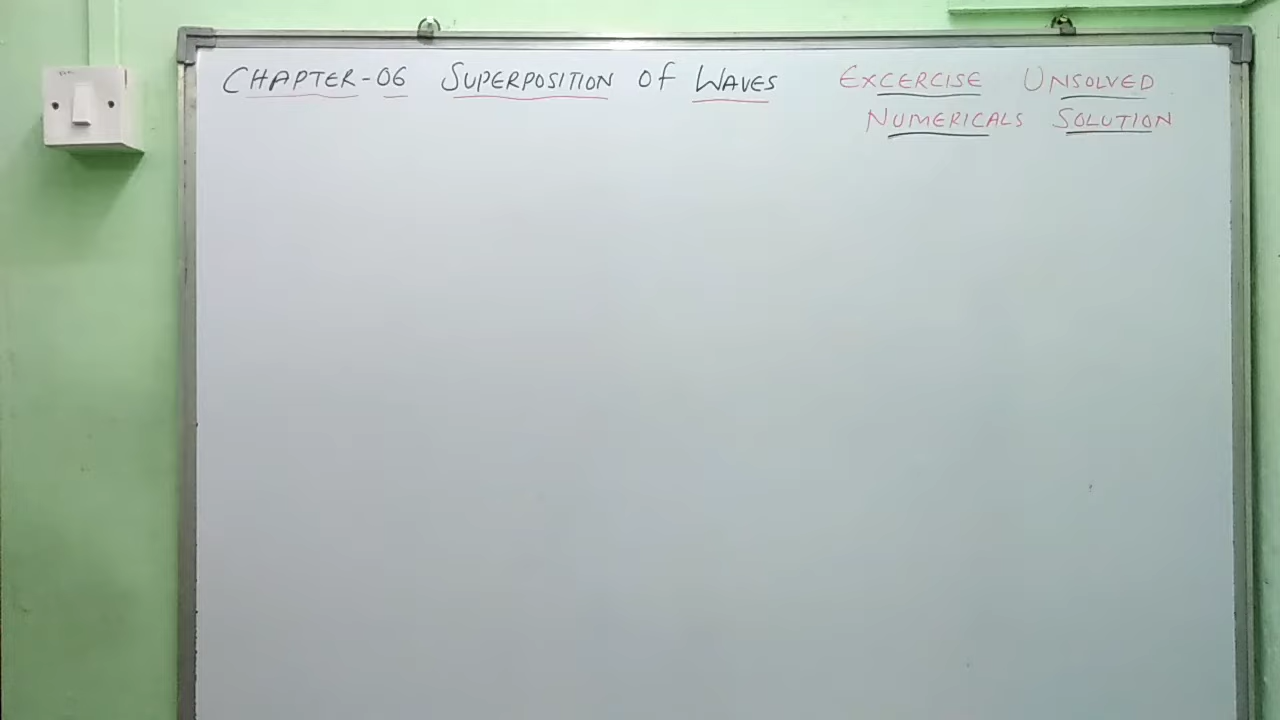 CHAPTER-06 SUPERPOSITION OF WAVES EXCERCISE UNSOLVED
NUMERICALS SOLUTION